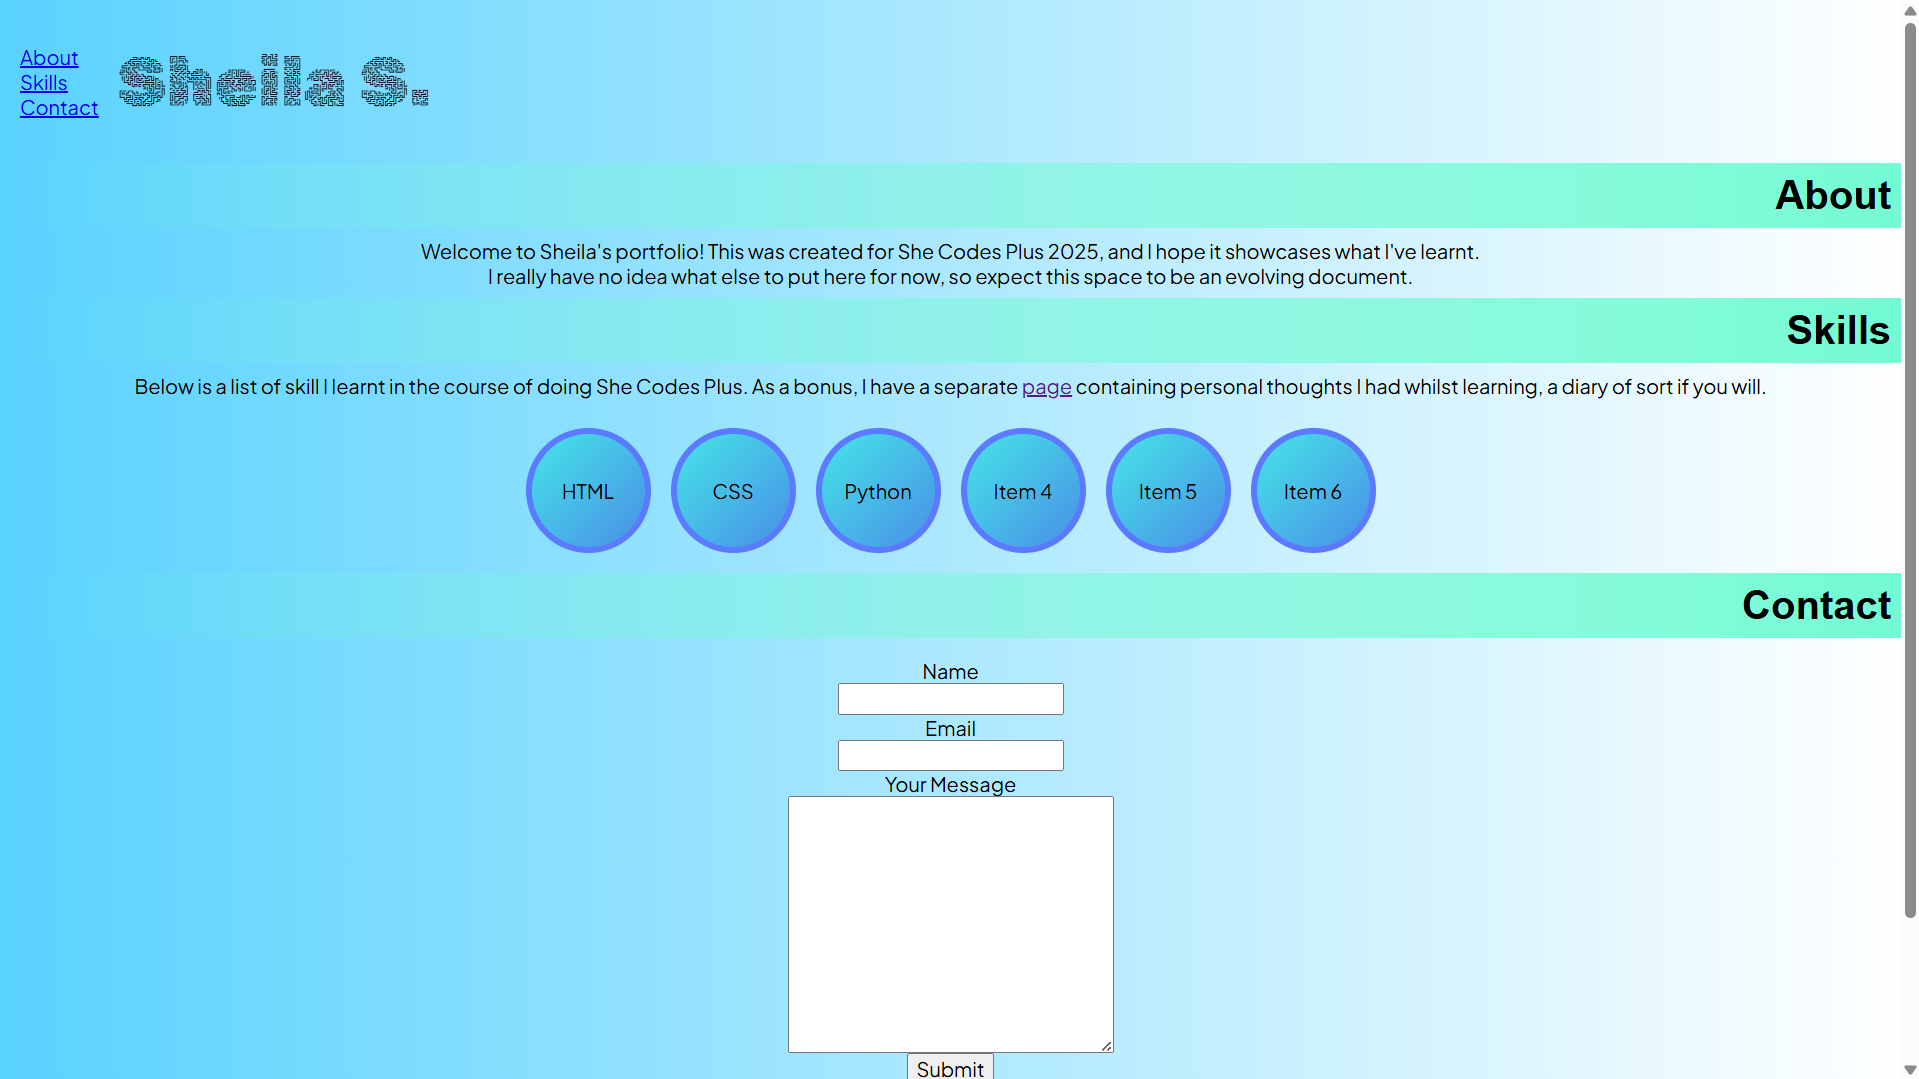 About
Skills
Contact
Sheila S.
About
Welcome to Sheila's portfolio! This was created for She Codes Plus 2025, and I hope it showcases what I've learnt.
I really have no idea what else to put here for now, so expect this space to be an evolving document.
Skills
Below is a list of skill I learnt in the course of doing She Codes Plus. As a bonus, I have a separate page containing personal thoughts I had whilst learning, a diary of sort if you will.
HTML
CSS
Python
Item 4
Item 5
Item 6
Contact
Name
Email
Your Message
Submit